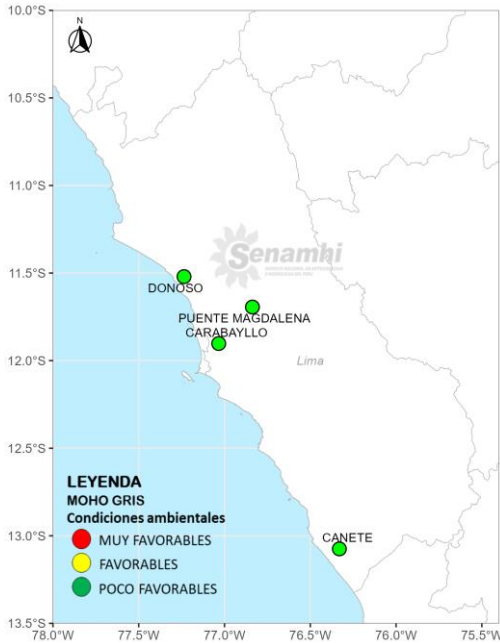 10.0°S
N
10.5°S
11.0°S
Senamhi
11.5°S
DONOSO
PUENTE MAGDALENA
CARABAYLLO
12.0°S
Lima
12.5°S
LEYENDA
MOHO GRIS
Condiciones ambientales
13.0°S
CANETE
MUY FAVORABLES
FAVORABLES
POCO FAVORABLES
13.5°S
78.0°W 77.5°W 77.0°W 76.5°W 76.0°W 75.5°W